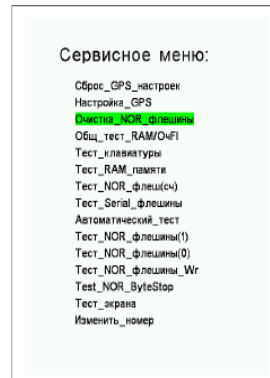 Сервисное меню:
Сброс_GPS_настроек
Настройка_GPS
Очистка_NOR_флешины
Общ_тест_RAM/ОчFl
Тест_клавиатуры
Тест_RAM_памяти
Тест_NOR_флеш(сч)
Тест_Serial_флешины
Автоматический_тест
Тест_NOR_флешины(1)
Тест_NOR_флешины(0)
Тест_NOR_флешины_Wr
Test_NOR_ByteStop
Тест_экрана
Изменить_номер